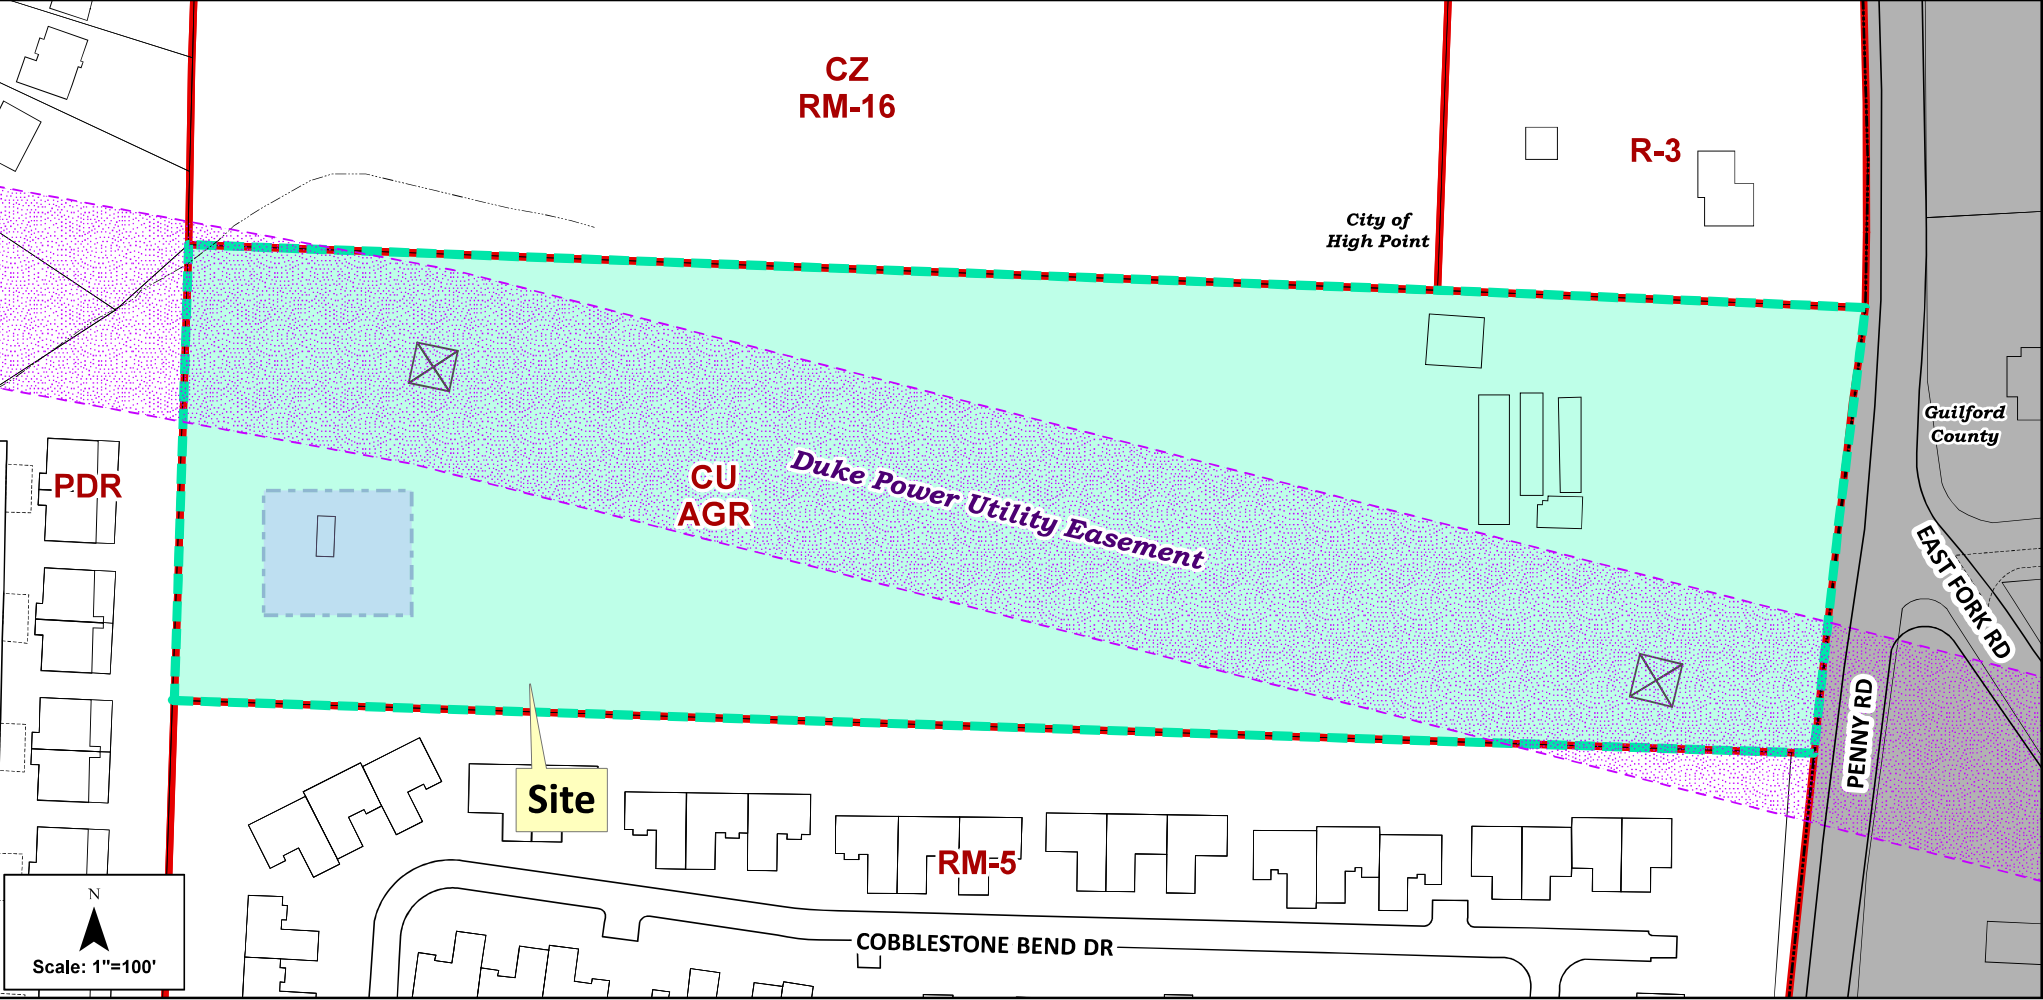 CZ
RM-16
R-3
City of
High Point
Guilford
County
PDR
CU
AGR
Duke Power Utility Easement
EAST FORK RD
PENNY RD
Site
RM-5
COBBLESTONE BEND DR
N
Scale: 1"=100'